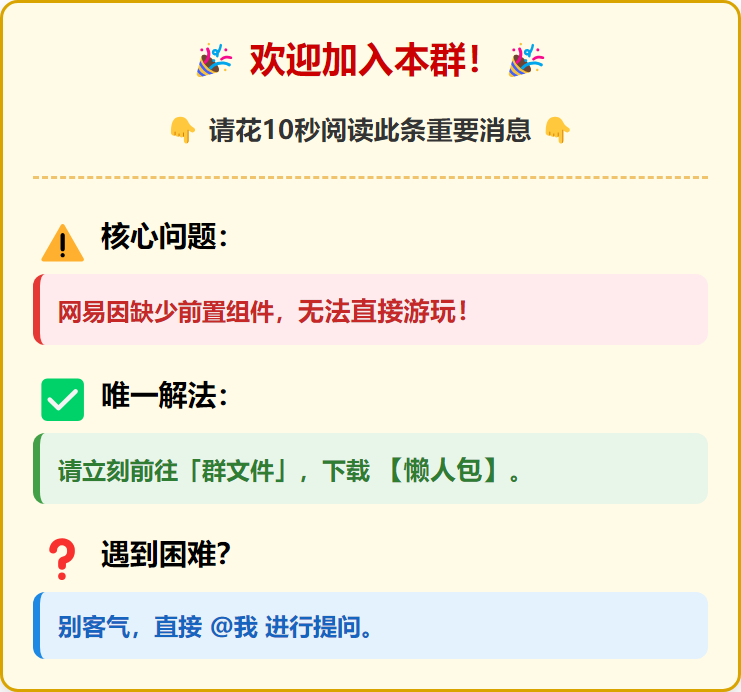 🎉 欢迎加入本群！ 🎉
👇 请花10秒阅读此条重要消息 👇
⚠️ 核心问题：
网易因缺少前置组件，无法直接游玩！
✅ 唯一解法：
请立刻前往「群文件」，下载 【懒人包】。
❓ 遇到困难？
别客气，直接 @我 进行提问。